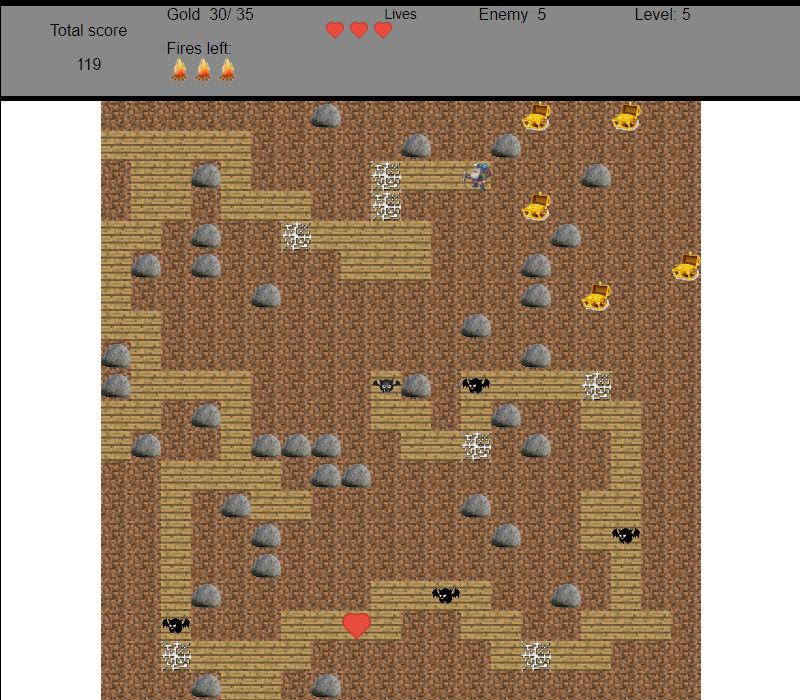 Total score
119
Gold: 30/ 35
Fires left:
Lives
Enemy: 5
Level: 5